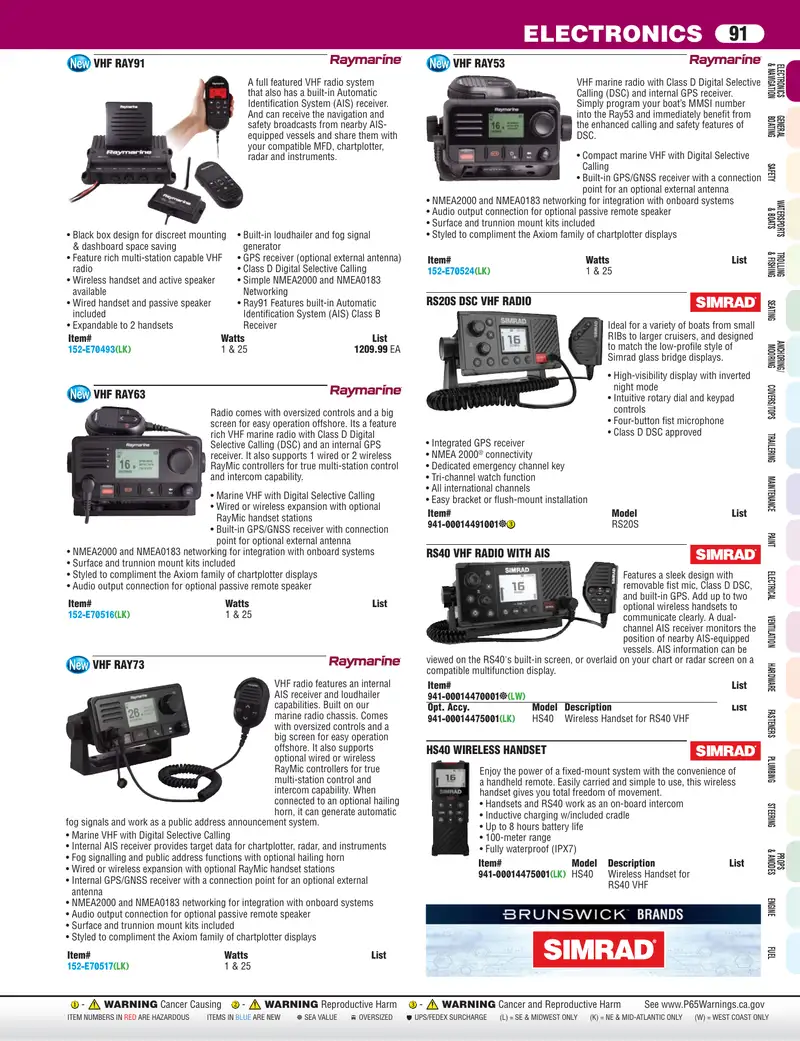 ELECTRONICS 91
New VHF RAY91 Raymarine
A full featured VHF radio system
that also has a built-in Automatic
Identification System (AIS) receiver.
And can receive the navigation and
safety broadcasts from nearby AIS-
equipped vessels and share them with
your compatible MFD, chartplotter,
radar and instruments.
• Black box design for discreet mounting
& dashboard space saving
• Feature rich multi-station capable VHF
radio
• Wireless handset and active speaker
available
• Wired handset and passive speaker
included
• Expandable to 2 handsets
• Built-in loudhailer and fog signal
generator
• GPS receiver (optional external antenna)
• Class D Digital Selective Calling
• Simple NMEA2000 and NMEA0183
Networking
• Ray91 Features built-in Automatic
Identification System (AIS) Class B
Receiver
Item# Watts List
152-E70493(LK) 1 & 25 1209.99 EA
New VHF RAY63 Raymarine
Radio comes with oversized controls and a big
screen for easy operation offshore. Its a feature
rich VHF marine radio with Class D Digital
Selective Calling (DSC) and an internal GPS
receiver. It also supports 1 wired or 2 wireless
RayMic controllers for true multi-station control
and intercom capability.
• Marine VHF with Digital Selective Calling
• Wired or wireless expansion with optional
RayMic handset stations
• Built-in GPS/GNSS receiver with connection
point for optional external antenna
• NMEA2000 and NMEA0183 networking for integration with onboard systems
• Surface and trunnion mount kits included
• Styled to compliment the Axiom family of chartplotter displays
• Audio output connection for optional passive remote speaker
Item# Watts List
152-E70516(LK) 1 & 25
New VHF RAY73 Raymarine
VHF radio features an internal
AIS receiver and loudhailer
capabilities. Built on our
marine radio chassis. Comes
with oversized controls and a
big screen for easy operation
offshore. It also supports
optional wired or wireless
RayMic controllers for true
multi-station control and
intercom capability. When
connected to an optional hailing
horn, it can generate automatic
fog signals and work as a public address announcement system.
• Marine VHF with Digital Selective Calling
• Internal AIS receiver provides target data for chartplotter, radar, and instruments
• Fog signalling and public address functions with optional hailing horn
• Wired or wireless expansion with optional RayMic handset stations
• Internal GPS/GNSS receiver with a connection point for an optional external
antenna
• NMEA2000 and NMEA0183 networking for integration with onboard systems
• Audio output connection for optional passive remote speaker
• Surface and trunnion mount kits included
• Styled to compliment the Axiom family of chartplotter displays
Item# Watts List
152-E70517(LK) 1 & 25
New VHF RAY53 Raymarine
VHF marine radio with Class D Digital Selective
Calling (DSC) and internal GPS receiver.
Simply program your boat's MMSI number
into the Ray53 and immediately benefit from
the enhanced calling and safety features of
DSC.
• Compact marine VHF with Digital Selective
Calling
• Built-in GPS/GNSS receiver with a connection
point for an optional external antenna
• NMEA2000 and NMEA0183 networking for integration with onboard systems
• Audio output connection for optional passive remote speaker
• Surface and trunnion mount kits included
• Styled to compliment the Axiom family of chartplotter displays
Item# Watts List
152-E70524(LK) 1 & 25
RS20S DSC VHF RADIO SIMRAD
Ideal for a variety of boats from small
RIBs to larger cruisers, and designed
to match the low-profile style of
Simrad glass bridge displays.
• High-visibility display with inverted
night mode
• Intuitive rotary dial and keypad
controls
• Four-button fist microphone
• Class D DSC approved
• Integrated GPS receiver
• NMEA 2000® connectivity
• Dedicated emergency channel key
• Tri-channel watch function
• All international channels
• Easy bracket or flush-mount installation
Item# Model List
941-00014491001 3 RS20S
RS40 VHF RADIO WITH AIS SIMRAD
Features a sleek design with
removable fist mic, Class D DSC,
and built-in GPS. Add up to two
optional wireless handsets to
communicate clearly. A dual-
channel AIS receiver monitors the
position of nearby AIS-equipped
vessels. AIS information can be
viewed on the RS40's built-in screen, or overlaid on your chart or radar screen on a
compatible multifunction display.
Item# List
941-00014470001 (LW)
Opt. Accy. Model Description List
941-00014475001(LK) HS40 Wireless Handset for RS40 VHF
HS40 WIRELESS HANDSET SIMRAD
Enjoy the power of a fixed-mount system with the convenience of
a handheld remote. Easily carried and simple to use, this wireless
handset gives you total freedom of movement.
• Handsets and RS40 work as an on-board intercom
• Inductive charging w/included cradle
• Up to 8 hours battery life
• 100-meter range
• Fully waterproof (IPX7)
Item# Model Description List
941-00014475001(LK) HS40 Wireless Handset for
RS40 VHF
BRUNSWICK BRANDS
SIMRAD
ELECTRONICS
& NAVIGATION
GENERAL
BOATING
SAFETY
WATERSPORTS
& BOATS
TROLLING
& FISHING
SEATING
ANCHORING/
MOORING
COVERS/TOPS
TRAILERING
MAINTENANCE
PAINT
ELECTRICAL
VENTILATION
HARDWARE
FASTENERS
PLUMBING
STEERING
PROPS
& ANODES
ENGINE
FUEL
1 - WARNING Cancer Causing 2 - WARNING Reproductive Harm 3 - WARNING Cancer and Reproductive Harm See www.P65Warnings.ca.gov
ITEM NUMBERS IN RED ARE HAZARDOUS ITEMS IN BLUE ARE NEW SEA VALUE OVERSIZED UPS/FEDEX SURCHARGE (L) = SE & MIDWEST ONLY (K) = NE & MID-ATLANTIC ONLY (W) = WEST COAST ONLY